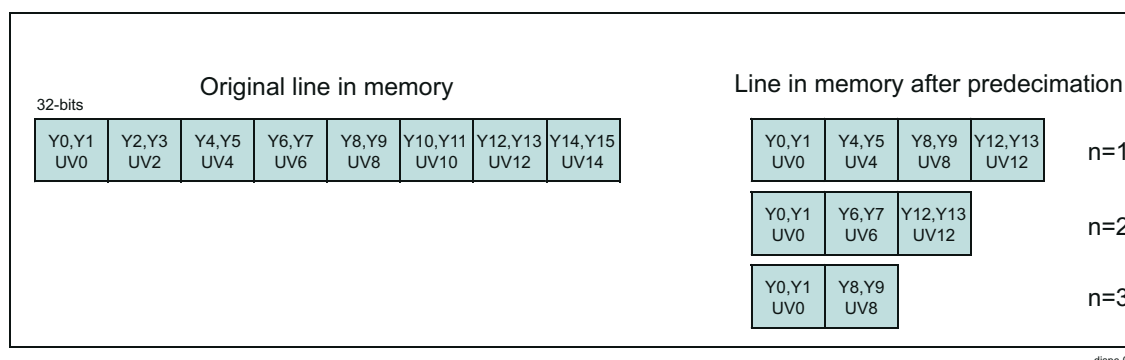 Original line in memory
32-bits
Y0,Y1 Y2,Y3 Y4,Y5 Y6,Y7 Y8,Y9 Y10,Y11 Y12,Y13 Y14,Y15
UV0 UV2 UV4 UV6 UV8 UV10 UV12 UV14
Line in memory after predecimation
Y0,Y1 Y4,Y5 Y8,Y9 Y12,Y13
UV0 UV4 UV8 UV12
n=1
Y0,Y1 Y6,Y7 Y12,Y13
UV0 UV6 UV12
n=2
Y0,Y1 Y8,Y9
UV0 UV8
n=3